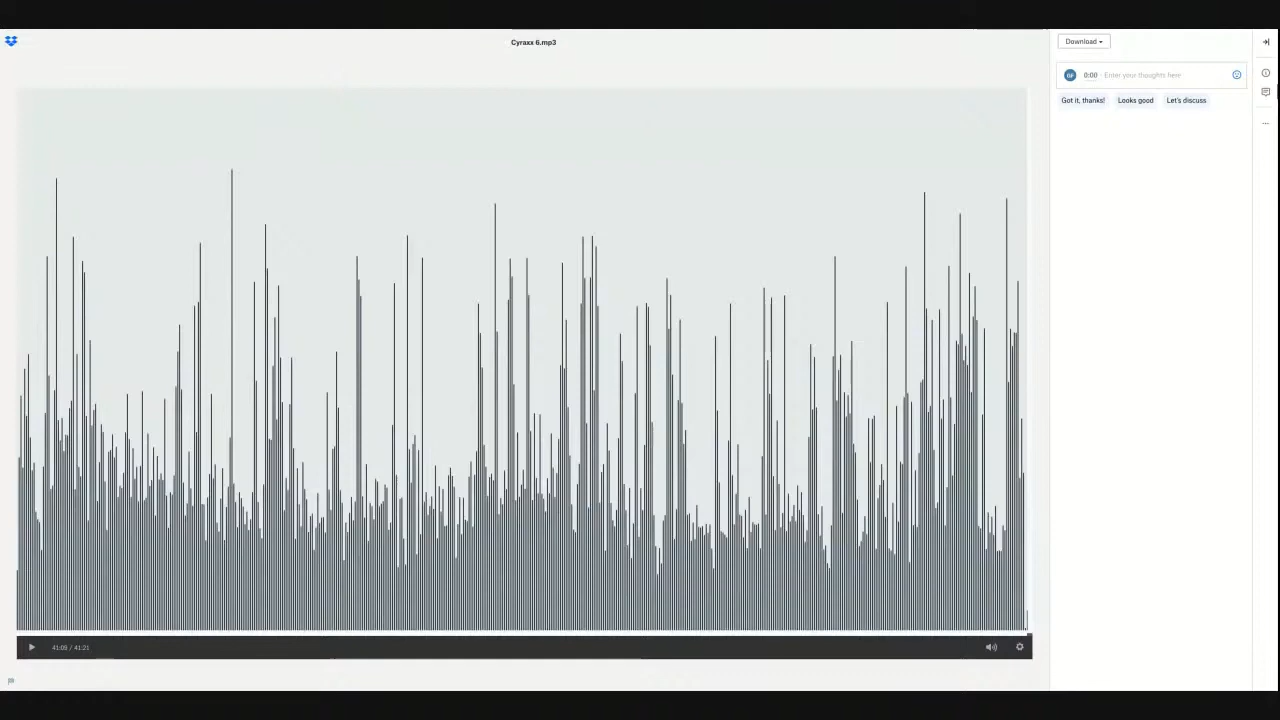 Cyraxx 6.mp3
Download
0:00 Enter your thoughts here
Got it, thanks! Looks good Let's discuss
41:09 / 41:21